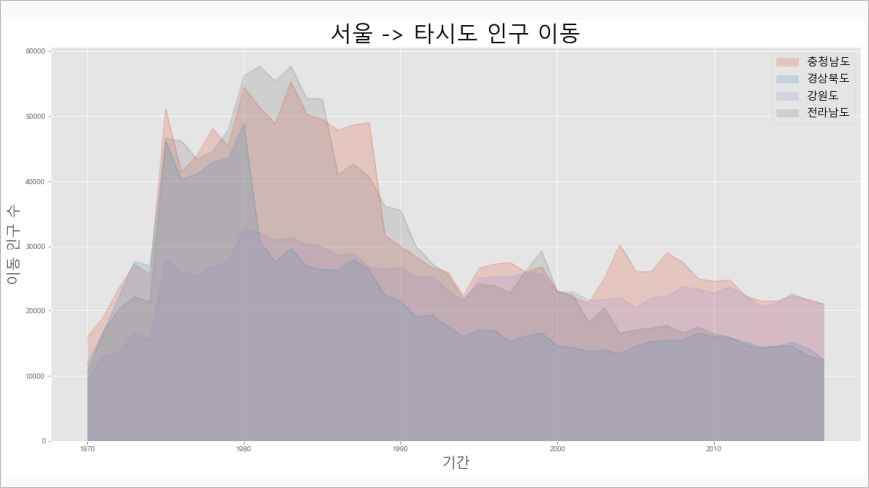 서울 -> 타시도 인구 이동
60000
50000
40000
30000
20000
10000
0
이동 인구 수
충청남도
경상북도
강원도
전라남도
1970
1980
1990
2000
2010
기간